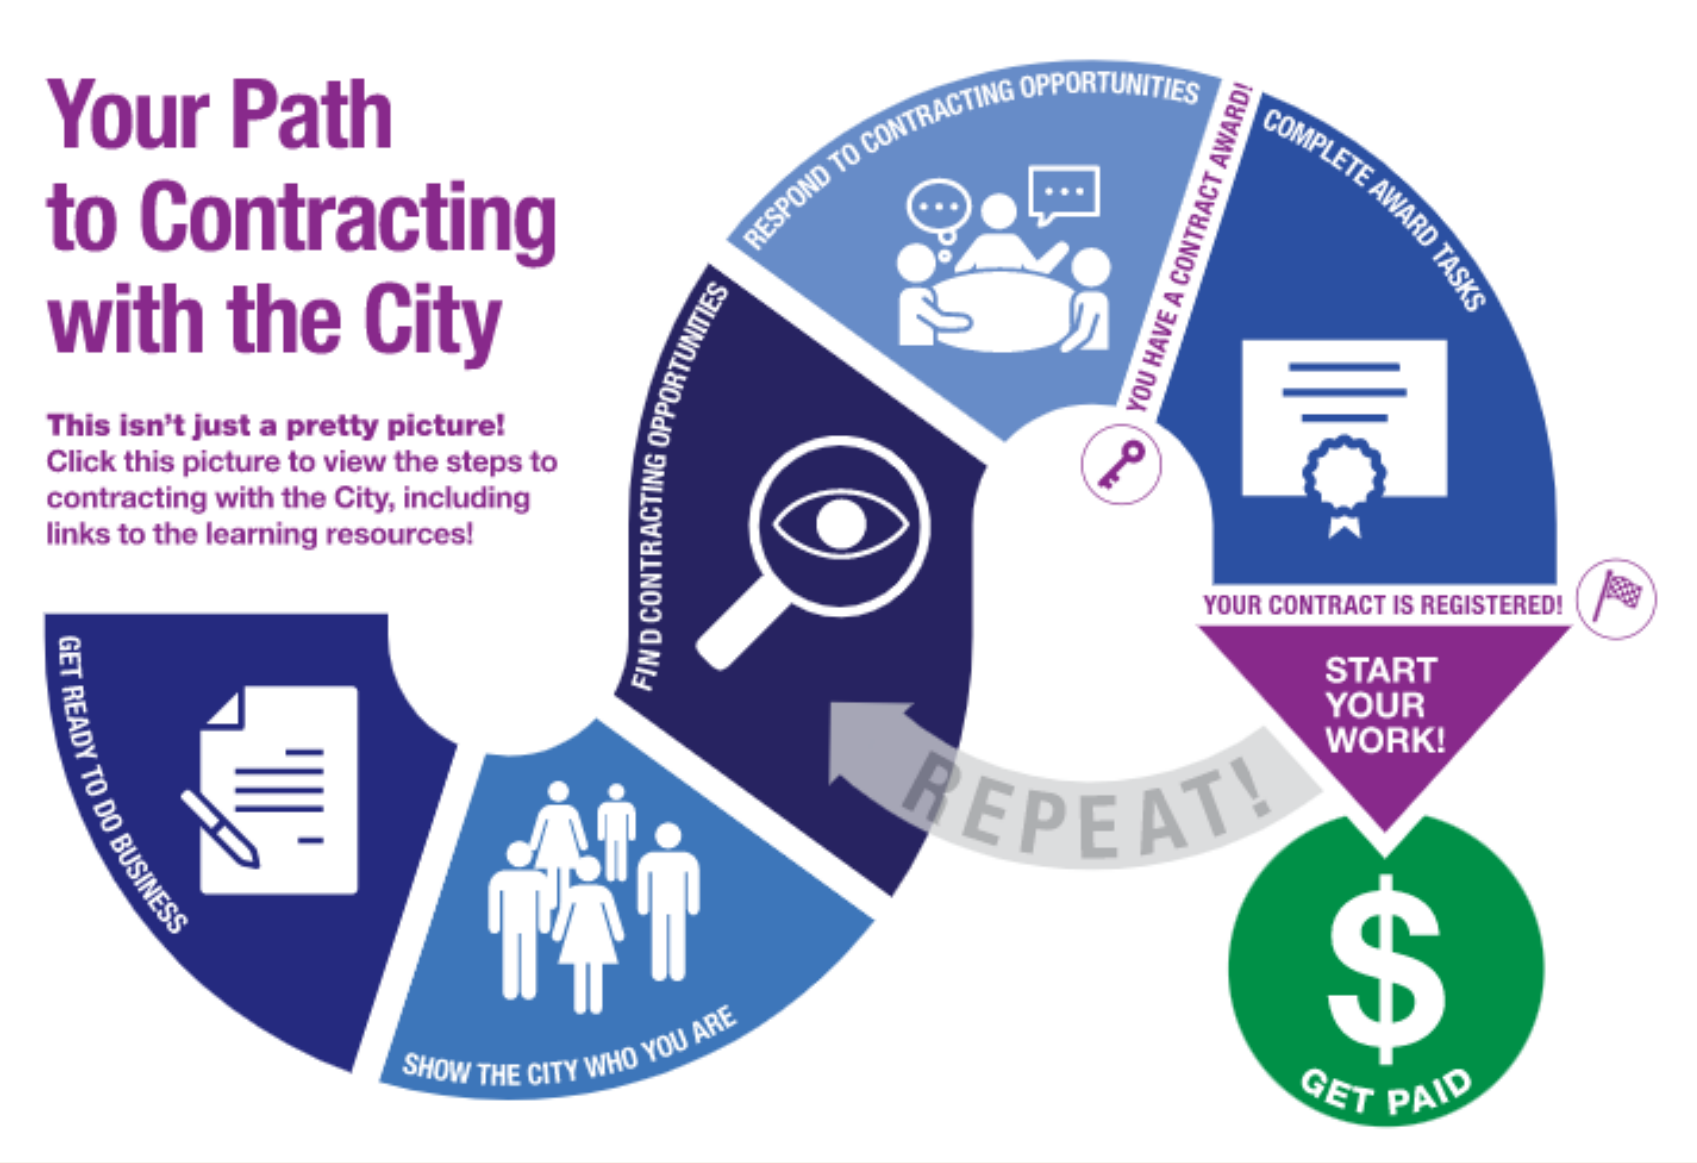 Your Path
to Contracting
with the City
This isn't just a pretty picture!
Click this picture to view the steps to
contracting with the City, including
links to the learning resources!
GET READY TO DO BUSINESS
SHOW THE CITY WHO YOU ARE
FIND CONTRACTING OPPORTUNITIES
RESPOND TO CONTRACTING OPPORTUNITIES
YOU HAVE A CONTRACT AWARD!
COMPLETE AWARD TASKS
YOUR CONTRACT IS REGISTERED!
START
YOUR
WORK!
REPEAT!
$
GET PAID